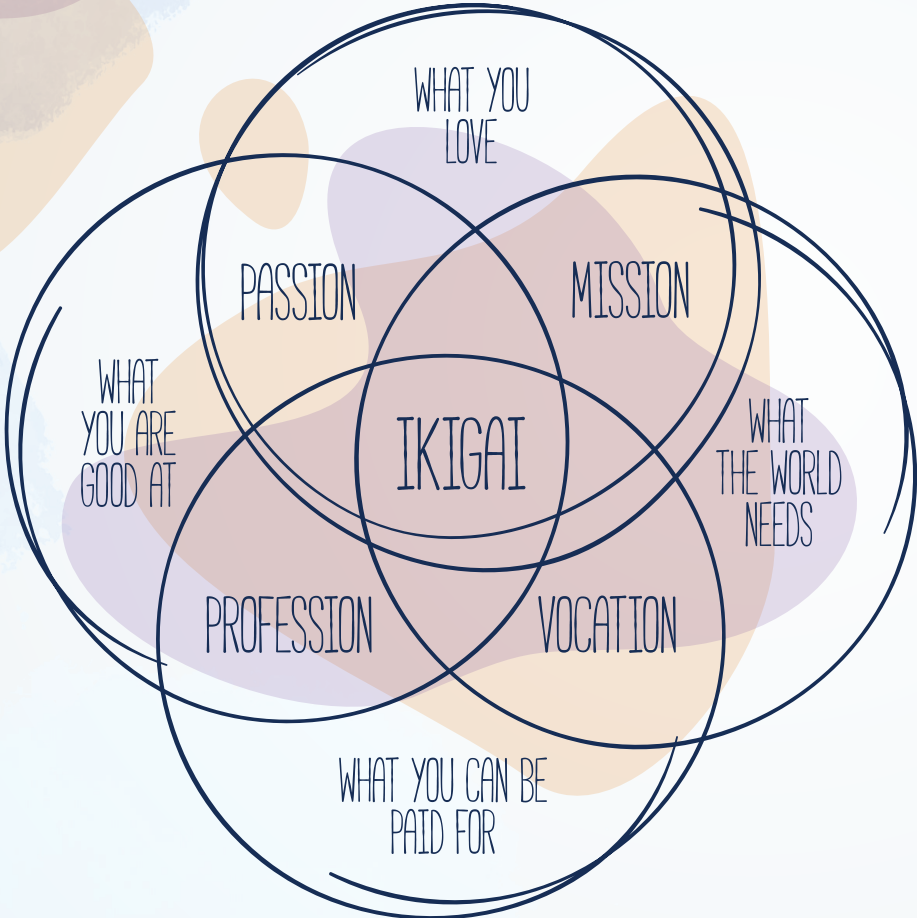 WHAT YOU
LOVE
PASSION
MISSION
WHAT
YOU ARE
GOOD AT
IKIGAI
WHAT
THE WORLD
NEEDS
PROFESSION
VOCATION
WHAT YOU CAN BE
PAID FOR